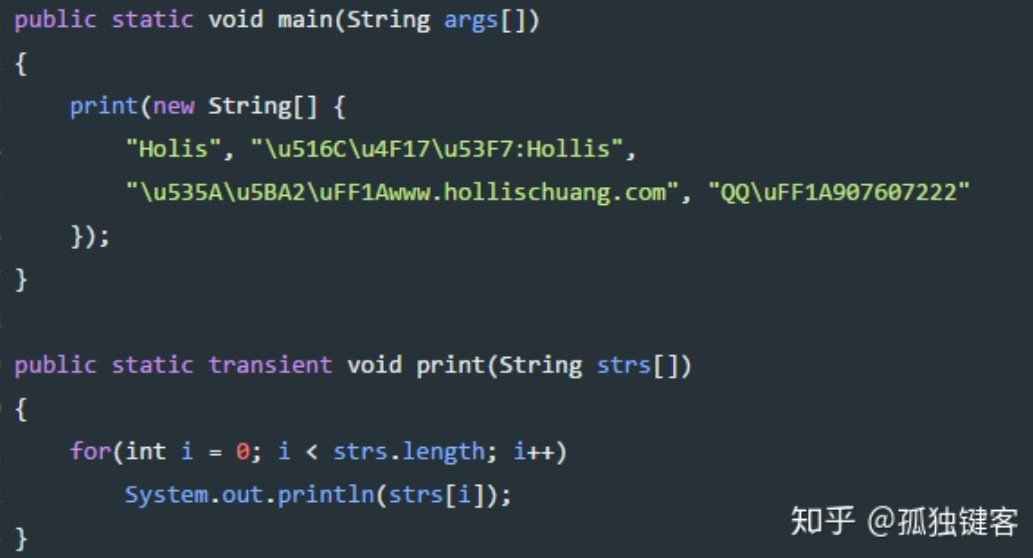 public static void main(String args[])
{
    print(new String[] {
        "Holis", "\u516C\u4F17\u53F7:Hollis",
        "\u535A\u5BA2\uFF1Awww.hollischuang.com", "QQ\uFF1A907607222"
    });
}
public static transient void print(String strs[])
{
    for(int i = 0; i < strs.length; i++)
        System.out.println(strs[i]);
}
知乎 @孤独键客